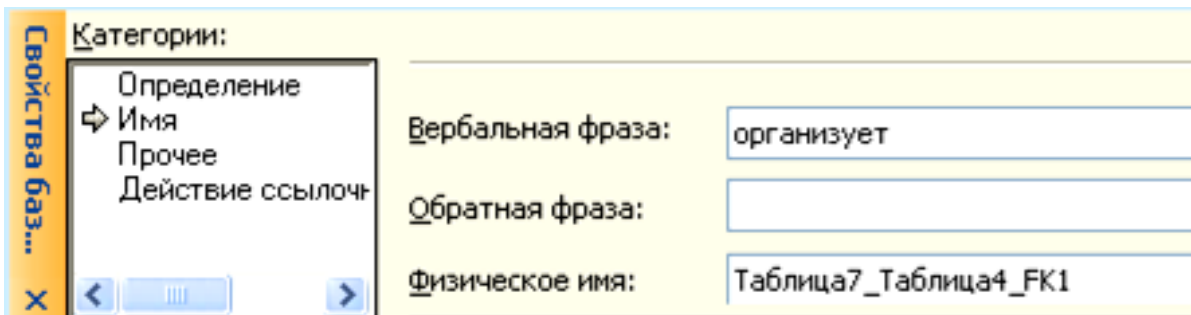 Свойства баз...
Категории:
Определение
Имя
Прочее
Действие ссылочн
Вербальная фраза:
организует
Обратная фраза:
Физическое имя:
Таблица7_Таблица4_FK1